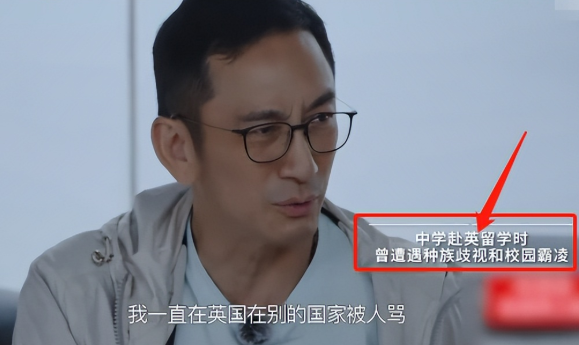 中学赴英留学时
曾遭遇种族歧视和校园霸凌
我一直在英国在别的国家被人骂